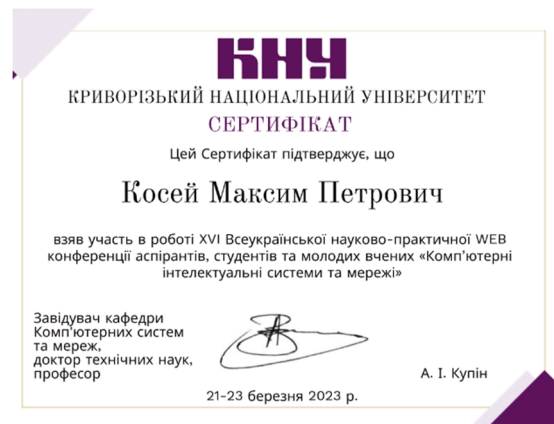 КНУ
КРИВОРІЗЬКИЙ НАЦІОНАЛЬНИЙ УНІВЕРСИТЕТ
СЕРТИФІКАТ
Цей Сертифікат підтверджує, що
Косей Максим Петрович
взяв участь в роботі XVI Всеукраїнської науково-практичної WEB
конференції аспірантів, студентів та молодих вчених «Комп’ютерні
інтелектуальні системи та мережі»
Завідувач кафедри
Комп’ютерних систем
та мереж,
доктор технічних наук,
професор
А. І. Купін
21-23 березня 2023 р.